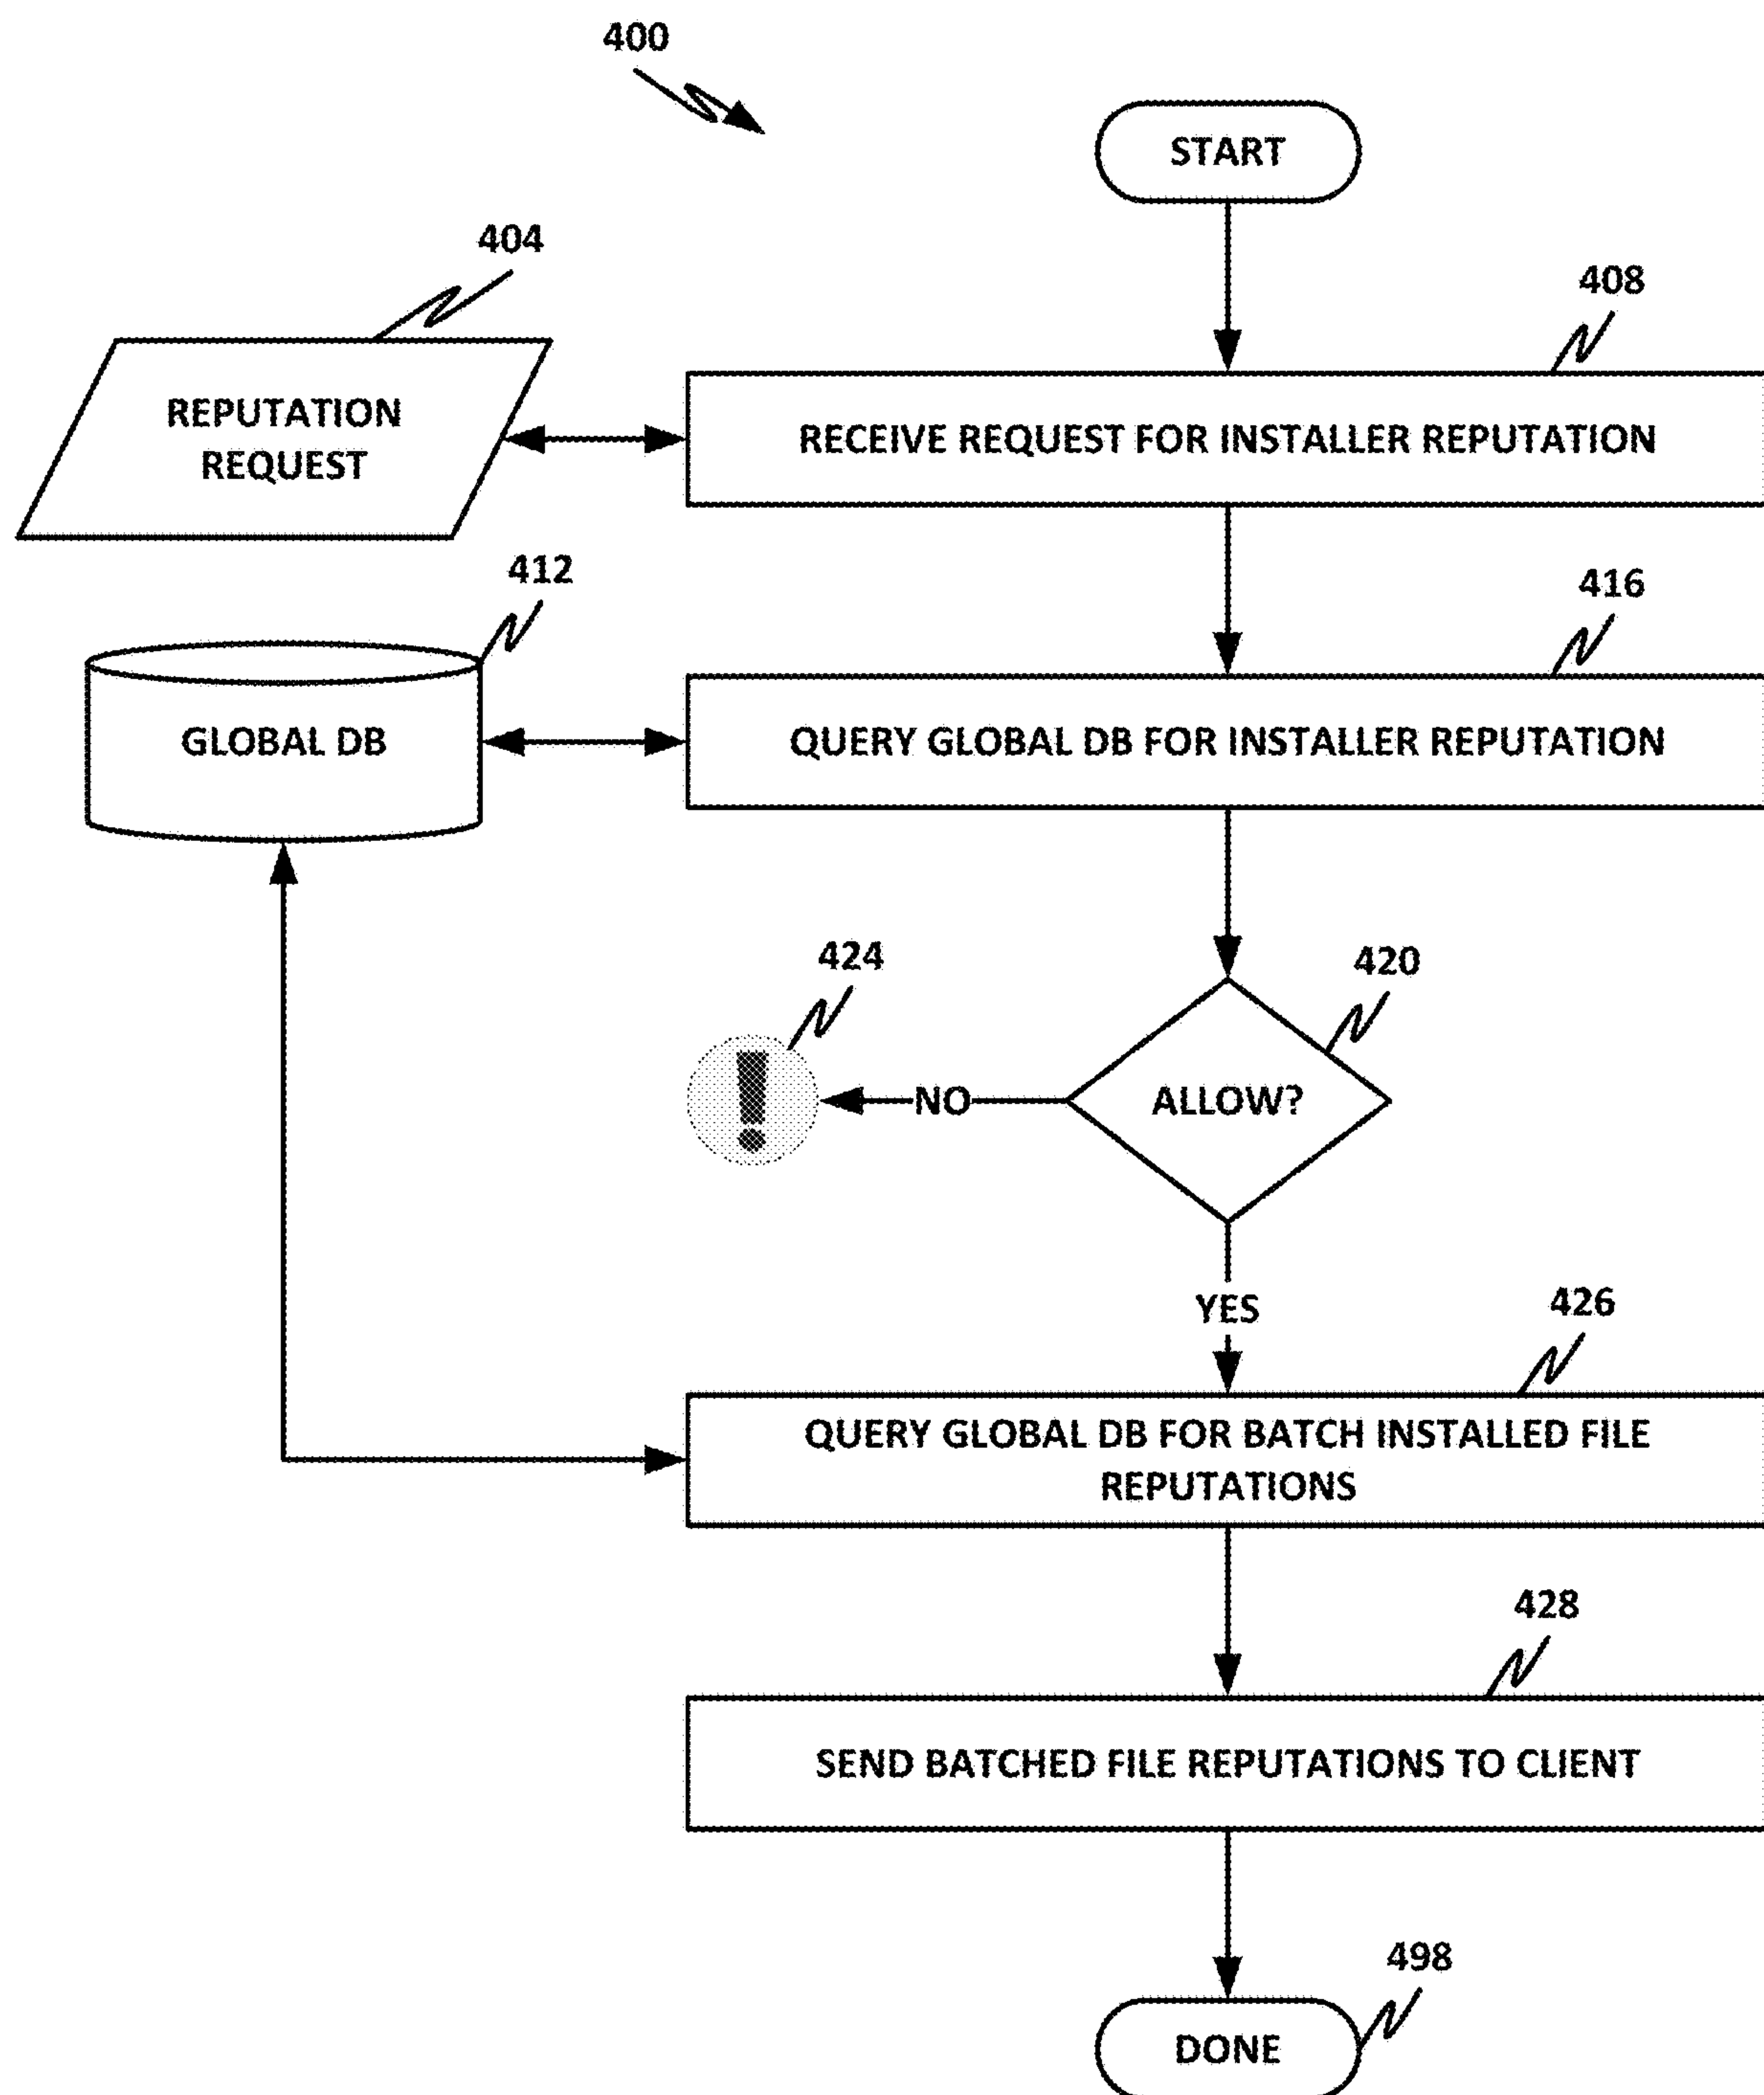 400
START
404
408
REPUTATION
REQUEST
RECEIVE REQUEST FOR INSTALLER REPUTATION
412
416
GLOBAL DB
QUERY GLOBAL DB FOR INSTALLER REPUTATION
424
420
!
NO
ALLOW?
YES
426
QUERY GLOBAL DB FOR BATCH INSTALLED FILE
REPUTATIONS
428
SEND BATCHED FILE REPUTATIONS TO CLIENT
498
DONE